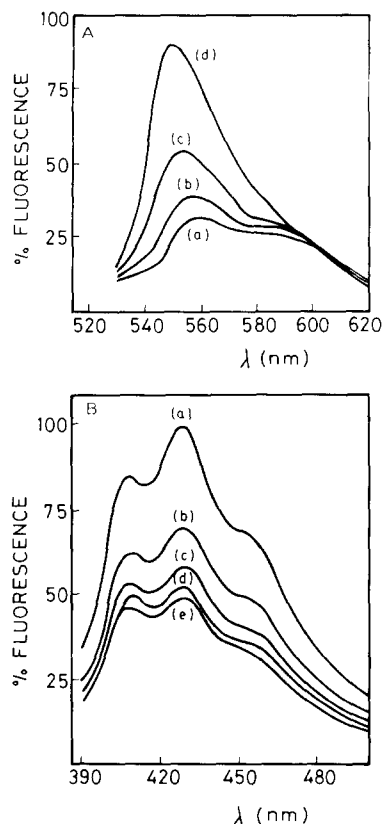 A
100
(d)
75
(c)
50
(b)
25
(a)
% FLUORESCENCE
520 540 560 580 600 620
λ (nm)
B
(a)
100
75
(b)
(c)
50
(d)
(e)
25
% FLUORESCENCE
390 420 450 480
λ (nm)